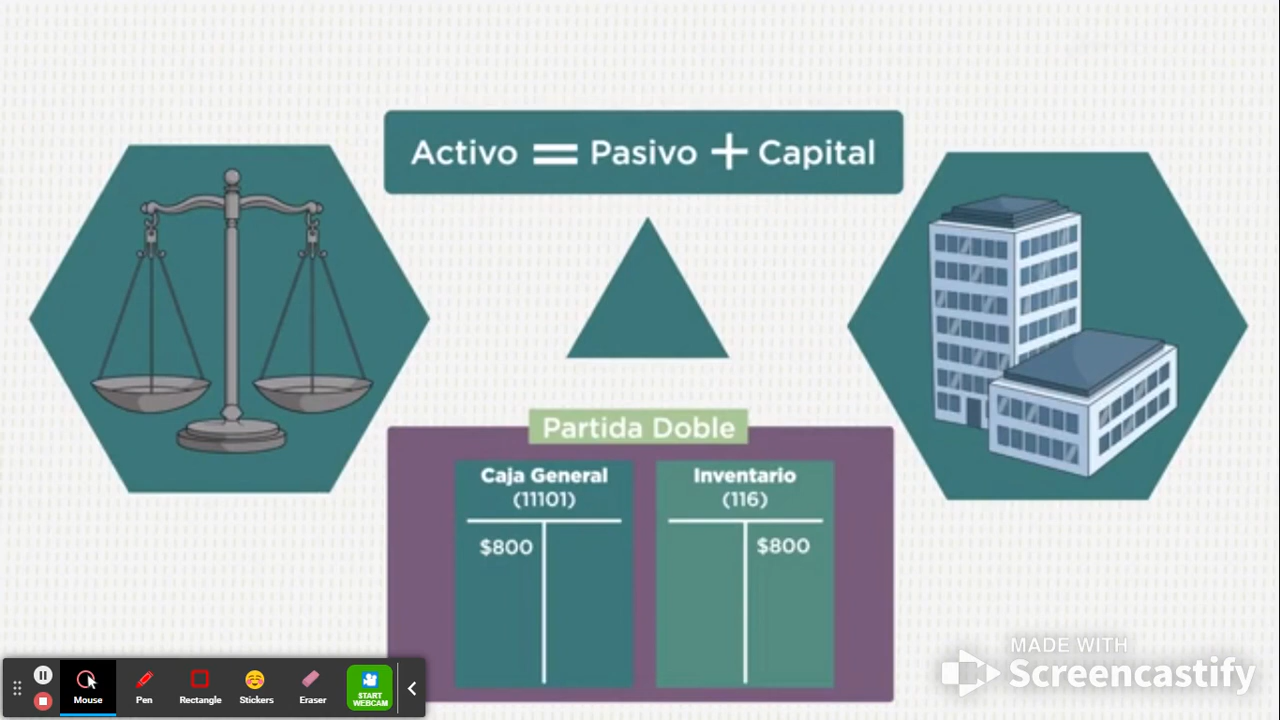 Activo = Pasivo + Capital
Partida Doble
Caja General
(11101)
$800
Inventario
(116)
$800
Mouse
Pen
Rectangle
Stickers
Eraser
START
WEBCAM
MADE WITH
Screencastify